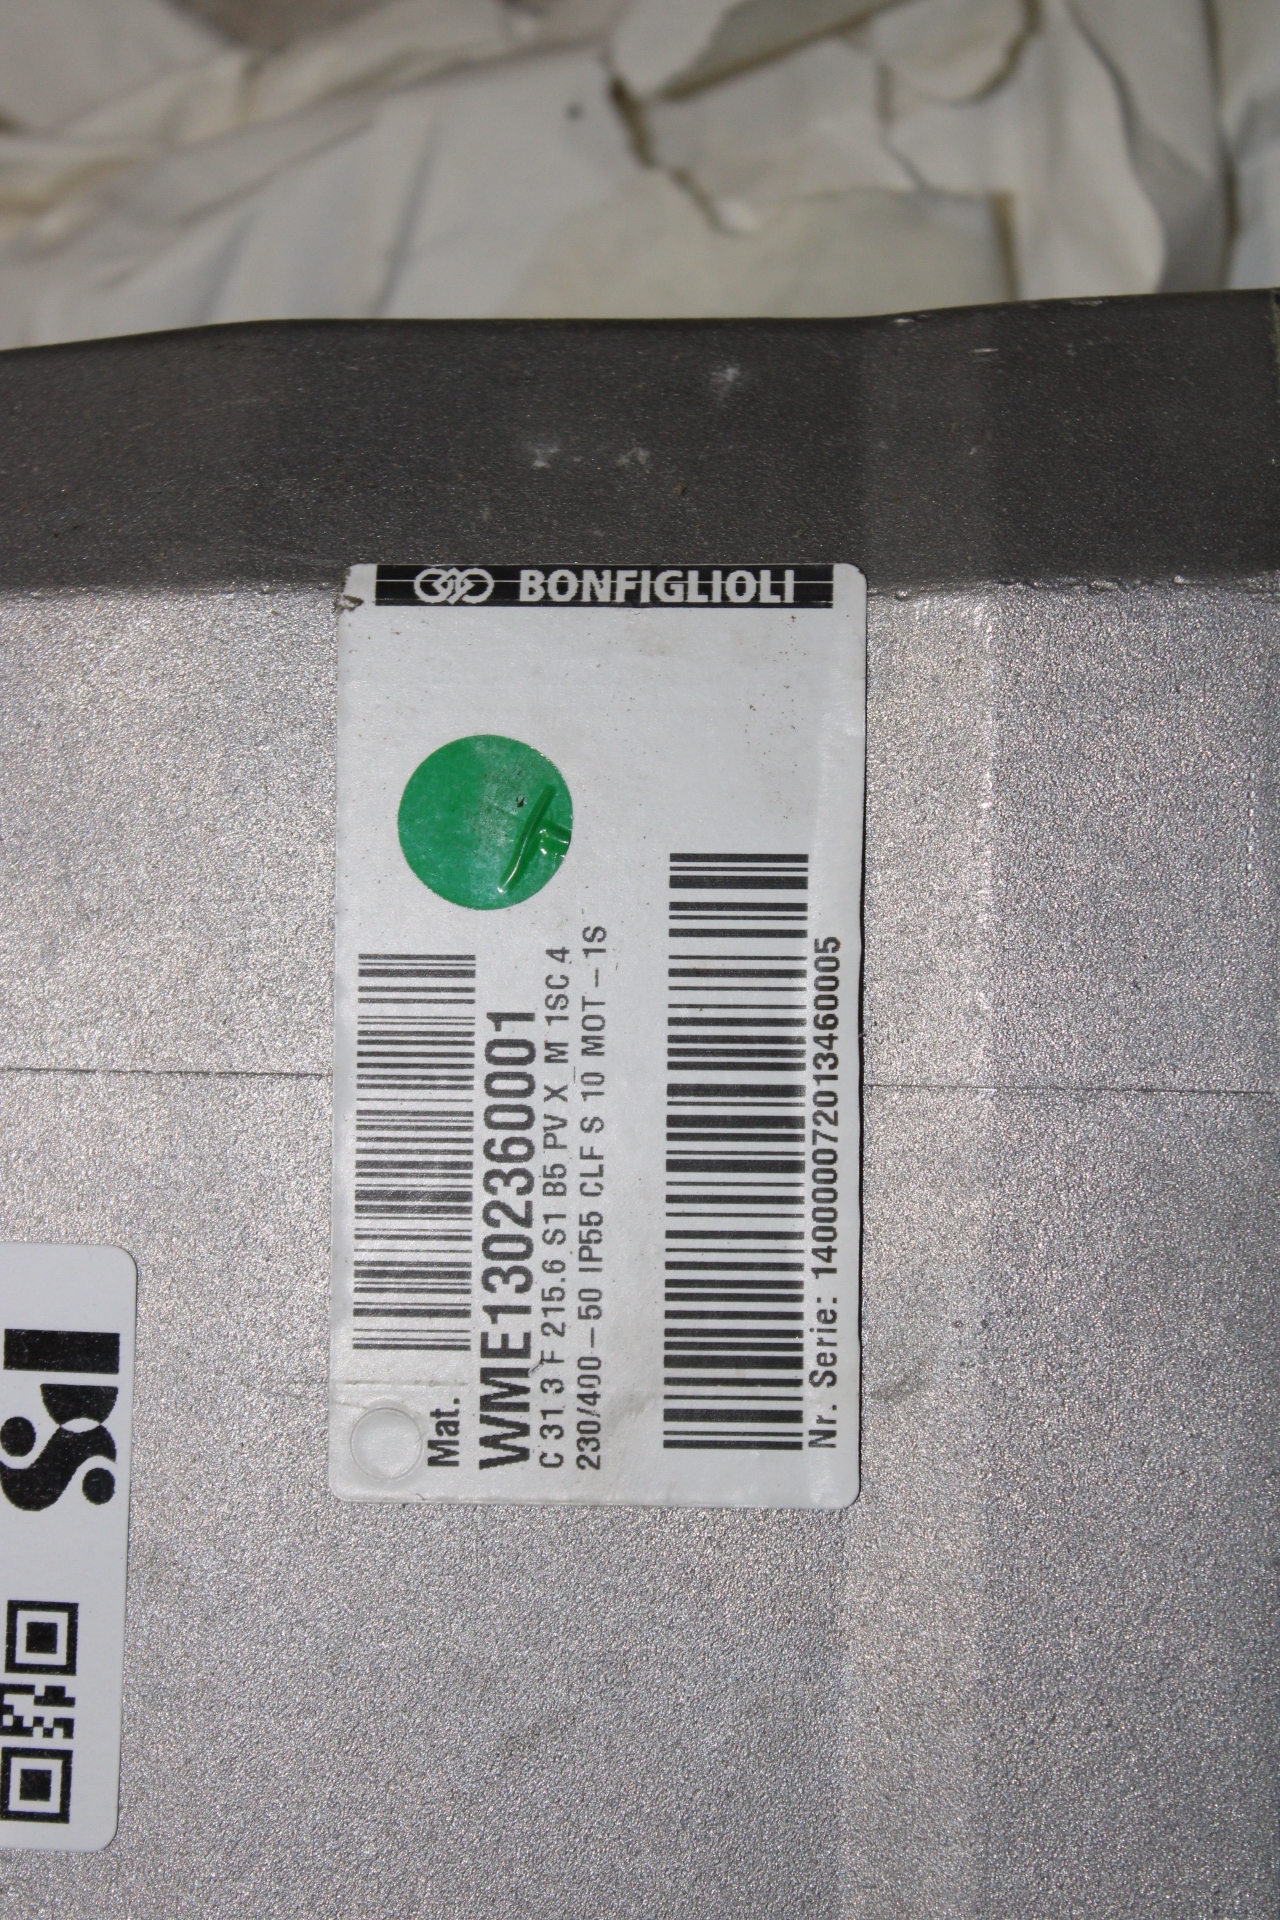 BONFIGLIOLI
Mat.
WME1302360001
C 31 3 F 215.6 S1 B5 PV X_M 1SC 4
230/400-50 IP55 CLF S 10 MOT-1S
Nr. Serie: 14000072013460005